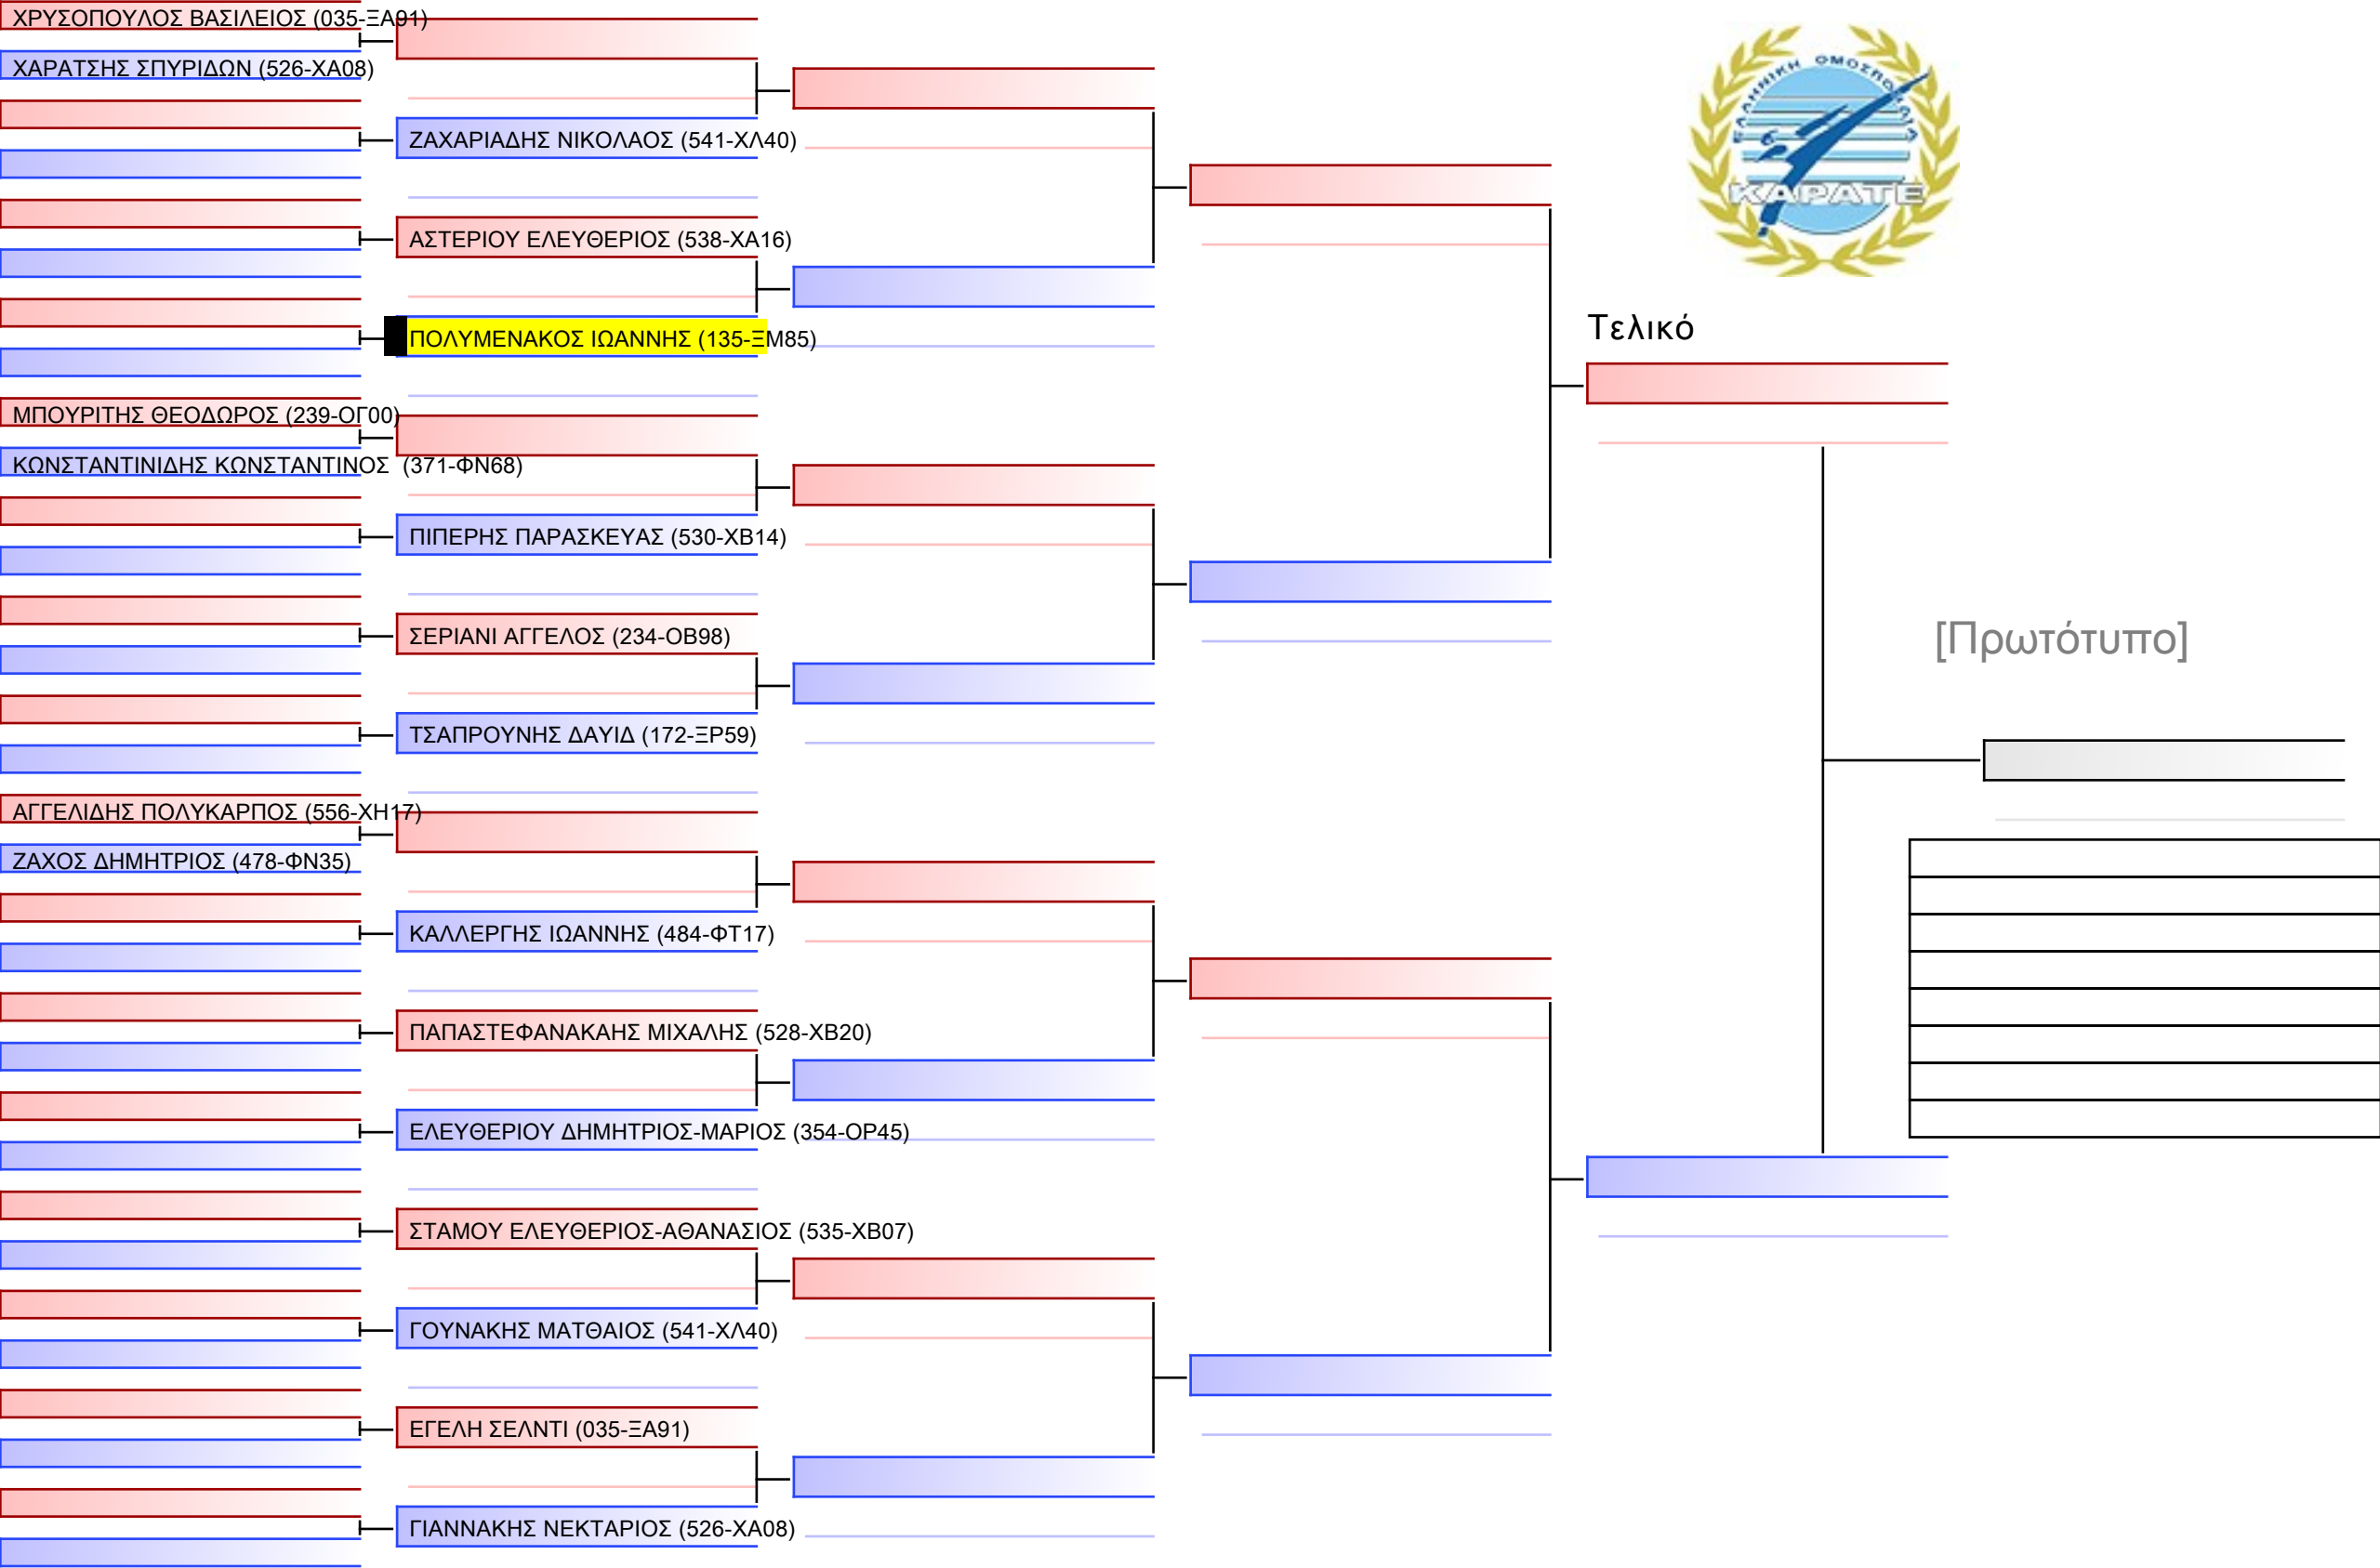 ΧΡΥΣΟΠΟΥΛΟΣ ΒΑΣΙΛΕΙΟΣ (035-ΞΑ91)
ΧΑΡΑΤΣΗΣ ΣΠΥΡΙΔΩΝ (526-ΧΑ08)
ΖΑΧΑΡΙΑΔΗΣ ΝΙΚΟΛΑΟΣ (541-ΧΛ40)
ΑΣΤΕΡΙΟΥ ΕΛΕΥΘΕΡΙΟΣ (538-ΧΑ16)
ΠΟΛΥΜΕΝΑΚΟΣ ΙΩΑΝΝΗΣ (135-ΞΜ85)
ΜΠΟΥΡΙΤΗΣ ΘΕΟΔΩΡΟΣ (239-ΟΓ00)
ΚΩΝΣΤΑΝΤΙΝΙΔΗΣ ΚΩΝΣΤΑΝΤΙΝΟΣ (371-ΦΝ68)
ΠΙΠΕΡΗΣ ΠΑΡΑΣΚΕΥΑΣ (530-ΧΒ14)
ΣΕΡΙΑΝΙ ΑΓΓΕΛΟΣ (234-ΟΒ98)
ΤΣΑΠΡΟΥΝΗΣ ΔΑΥΙΔ (172-ΞΡ59)
ΑΓΓΕΛΙΔΗΣ ΠΟΛΥΚΑΡΠΟΣ (556-ΧΗ17)
ΖΑΧΟΣ ΔΗΜΗΤΡΙΟΣ (478-ΦΝ35)
ΚΑΛΛΕΡΓΗΣ ΙΩΑΝΝΗΣ (484-ΦΤ17)
ΠΑΠΑΣΤΕΦΑΝΑΚΑΗΣ ΜΙΧΑΛΗΣ (528-ΧΒ20)
ΕΛΕΥΘΕΡΙΟΥ ΔΗΜΗΤΡΙΟΣ-ΜΑΡΙΟΣ (354-ΟΡ45)
ΣΤΑΜΟΥ ΕΛΕΥΘΕΡΙΟΣ-ΑΘΑΝΑΣΙΟΣ (535-ΧΒ07)
ΓΟΥΝΑΚΗΣ ΜΑΤΘΑΙΟΣ (541-ΧΛ40)
ΕΓΕΛΗ ΣΕΛΝΤΙ (035-ΞΑ91)
ΓΙΑΝΝΑΚΗΣ ΝΕΚΤΑΡΙΟΣ (526-ΧΑ08)
ΕΛΛΗΝΙΚΗ ΟΜΟΣΠΟΝΔΙΑ
ΚΑΡΑΤΕ
Τελικό
[Πρωτότυπο]